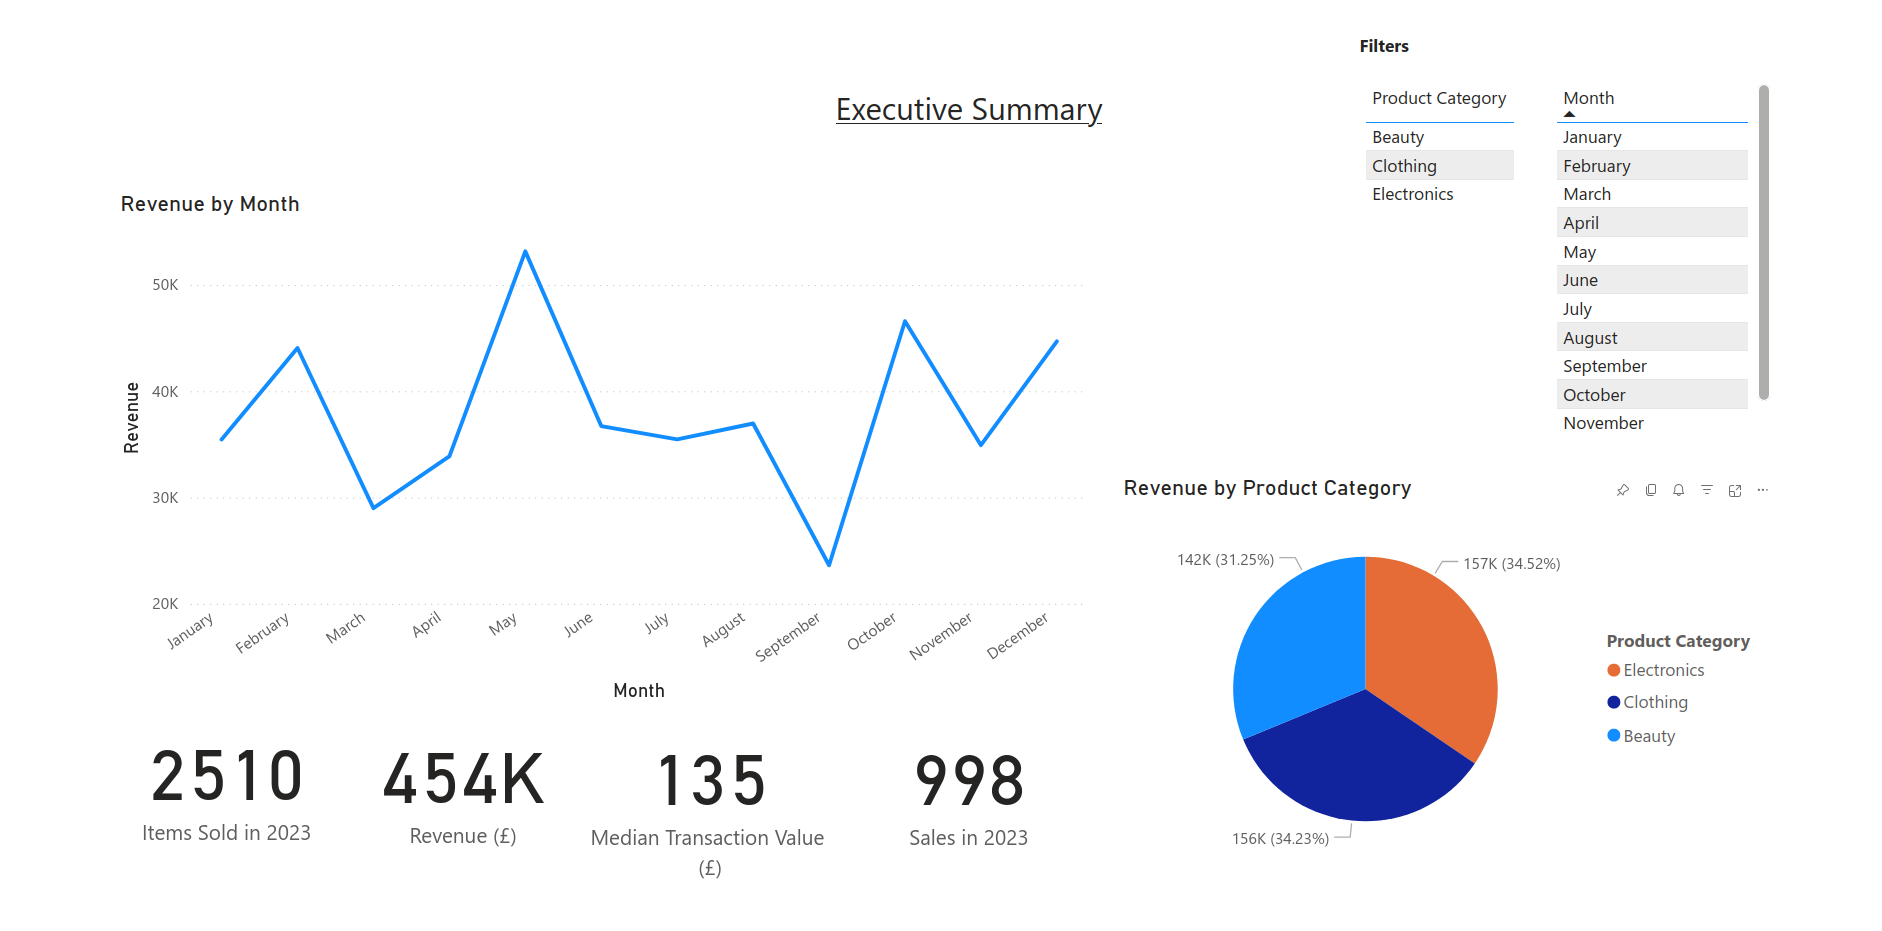 Filters
Executive Summary
Product Category
Beauty
Clothing
Electronics
Month
January
February
March
April
May
June
July
August
September
October
November
Revenue by Month
Revenue
50K
40K
30K
20K
January
February
March
April
May
June
July
August
September
October
November
December
Month
Revenue by Product Category
142K (31.25%)
157K (34.52%)
156K (34.23%)
Product Category
Electronics
Clothing
Beauty
2510
Items Sold in 2023
454K
Revenue (£)
135
Median Transaction Value
(£)
998
Sales in 2023